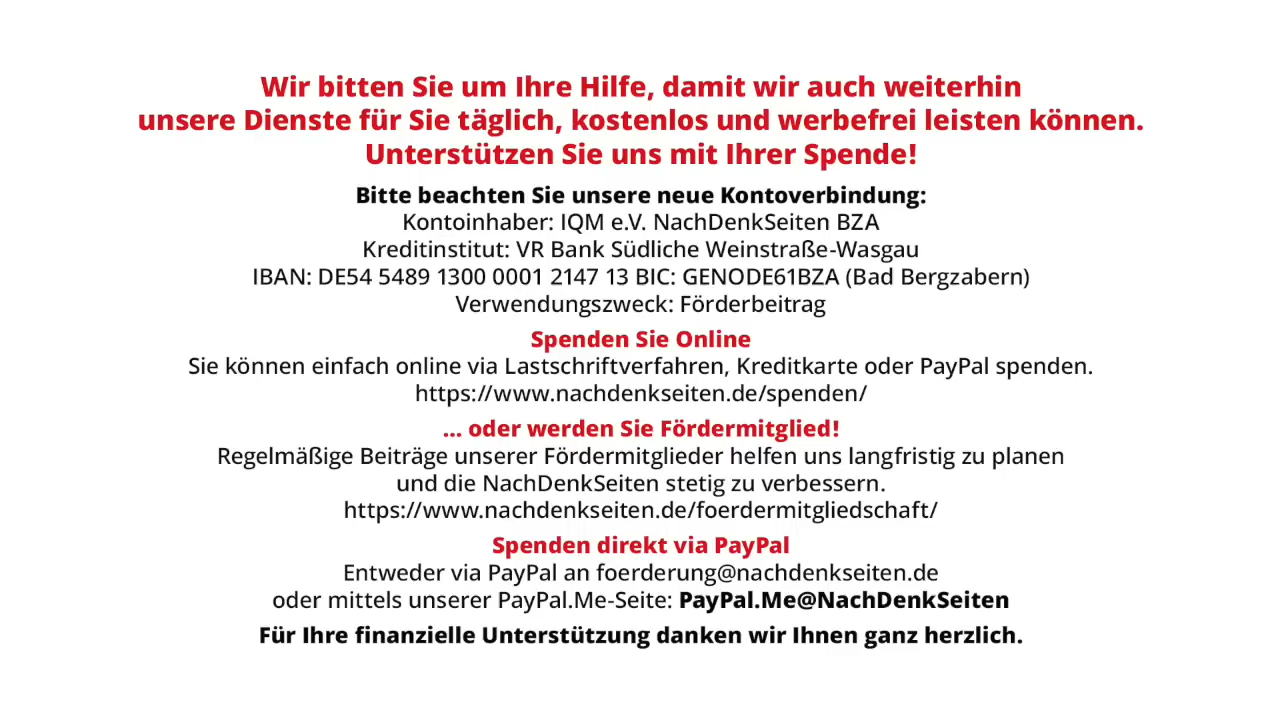 Wir bitten Sie um Ihre Hilfe, damit wir auch weiterhin
unsere Dienste für Sie täglich, kostenlos und werbefrei leisten können.
Unterstützen Sie uns mit Ihrer Spende!
Bitte beachten Sie unsere neue Kontoverbindung:
Kontoinhaber: IQM e.V. NachDenkSeiten BZA
Kreditinstitut: VR Bank Südliche Weinstraße-Wasgau
IBAN: DE54 5489 1300 0001 2147 13 BIC: GENODE61BZA (Bad Bergzabern)
Verwendungszweck: Förderbeitrag
Spenden Sie Online
Sie können einfach online via Lastschriftverfahren, Kreditkarte oder PayPal spenden.
https://www.nachdenkseiten.de/spenden/
... oder werden Sie Fördermitglied!
Regelmäßige Beiträge unserer Fördermitglieder helfen uns langfristig zu planen
und die NachDenkSeiten stetig zu verbessern.
https://www.nachdenkseiten.de/foerdermitgliedschaft/
Spenden direkt via PayPal
Entweder via PayPal an foerderung@nachdenkseiten.de
oder mittels unserer PayPal.Me-Seite: PayPal.Me@NachDenkSeiten
Für Ihre finanzielle Unterstützung danken wir Ihnen ganz herzlich.